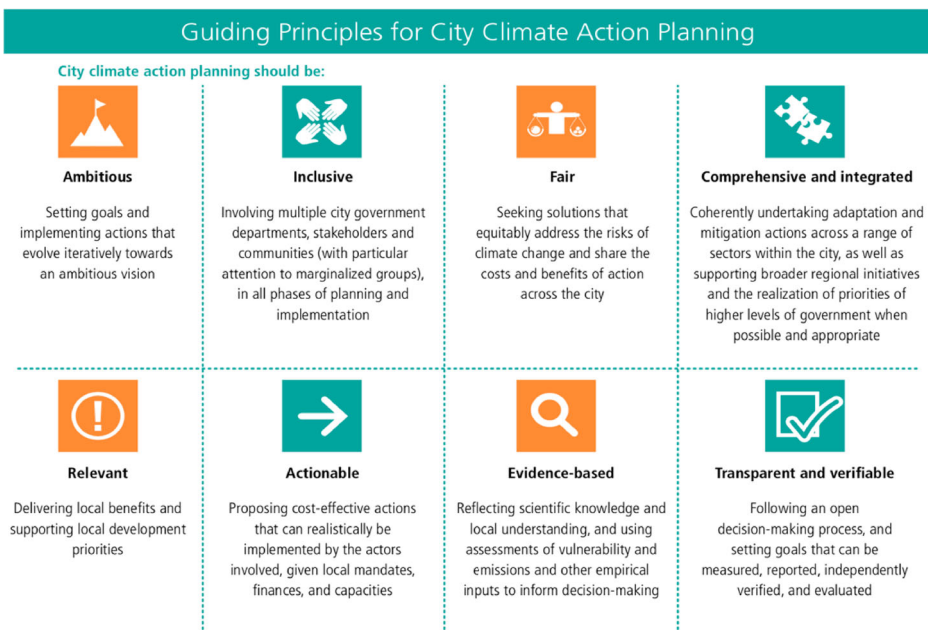 Guiding Principles for City Climate Action Planning
City climate action planning should be:
Ambitious
Setting goals and
implementing actions that
evolve iteratively towards
an ambitious vision
Inclusive
Involving multiple city government
departments, stakeholders and
communities (with particular
attention to marginalized groups),
in all phases of planning and
implementation
Fair
Seeking solutions that
equitably address the risks of
climate change and share the
costs and benefits of action
across the city
Comprehensive and integrated
Coherently undertaking adaptation and
mitigation actions across a range of
sectors within the city, as well as
supporting broader regional initiatives
and the realization of priorities of
higher levels of government when
possible and appropriate
Relevant
Delivering local benefits and
supporting local development
priorities
Actionable
Proposing cost-effective actions
that can realistically be
implemented by the actors
involved, given local mandates,
finances, and capacities
Evidence-based
Reflecting scientific knowledge and
local understanding, and using
assessments of vulnerability and
emissions and other empirical
inputs to inform decision-making
Transparent and verifiable
Following an open
decision-making process, and
setting goals that can be
measured, reported, independently
verified, and evaluated